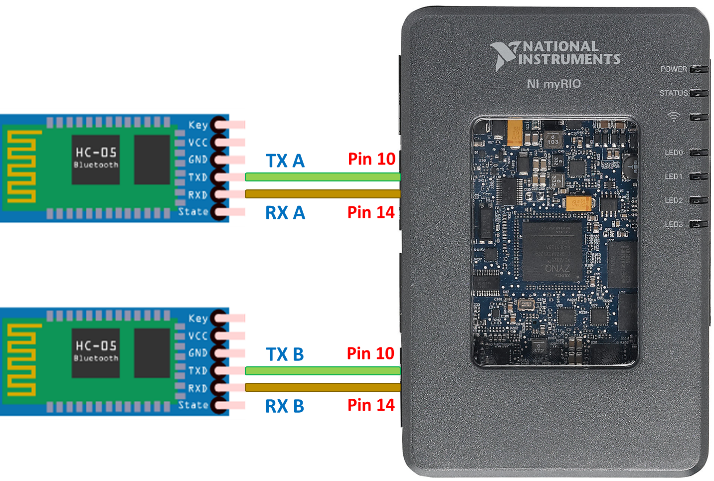 NATIONAL
INSTRUMENTS
NI myRIO
POWER
STATUS
LED0
LED1
LED2
LED3
ZYNQ
Key
VCC
GND
TXD
RXD
State
HC-05
Bluetooth
TX A
Pin 10
RX A
Pin 14
Key
VCC
GND
TXD
RXD
State
HC-05
Bluetooth
TX B
Pin 10
RX B
Pin 14